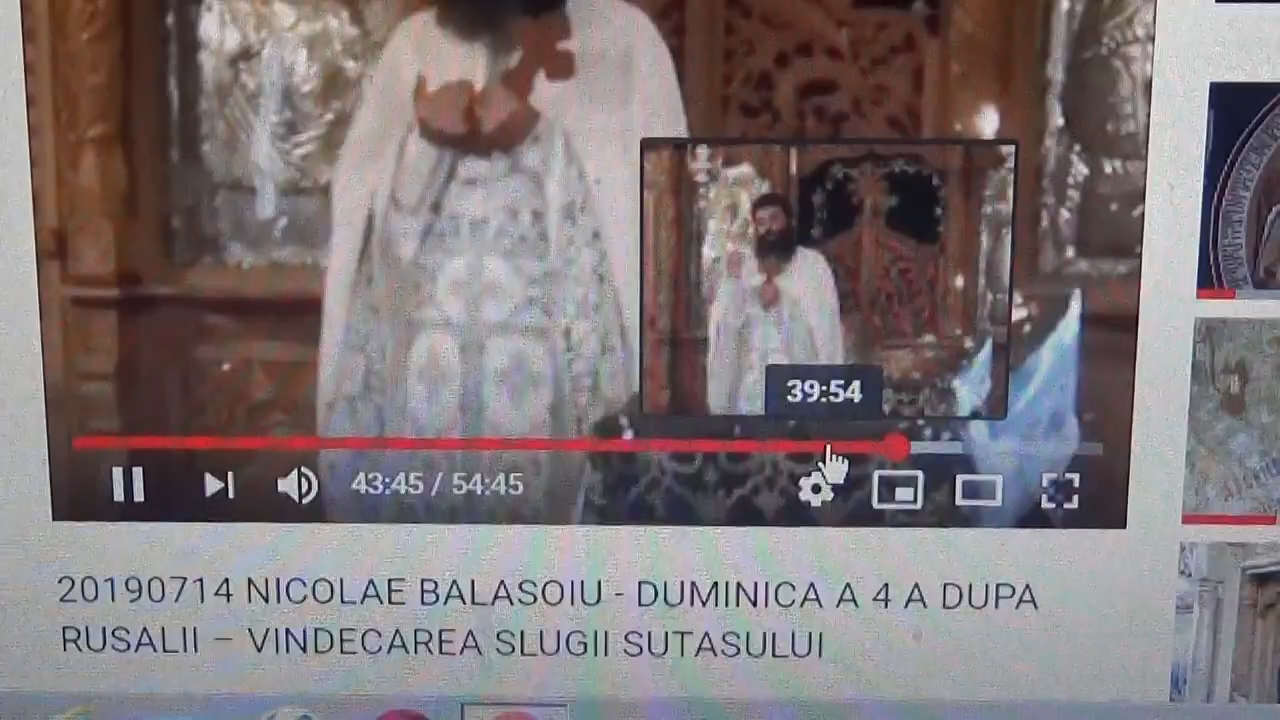 39:54
43:45 / 54:45
20190714 NICOLAE BALASOIU - DUMINICA A 4 A DUPA
RUSALII – VINDECAREA SLUGII SUTASULUI